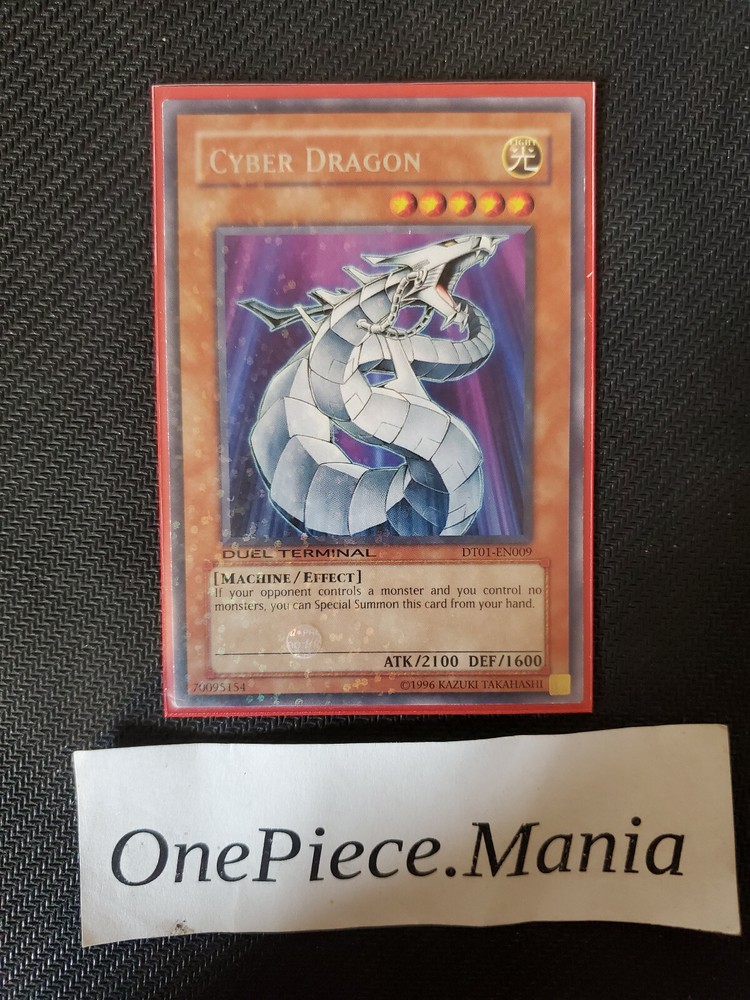 CYBER DRAGON
LIGHT
光
DUEL TERMINAL
DT01-EN009
[MACHINE/EFFECT]
If your opponent controls a monster and you control no
monsters, you can Special Summon this card from your hand.
ATK/2100 DEF/1600
70095154
©1996 KAZUKI TAKAHASHI
OnePiece.Mania